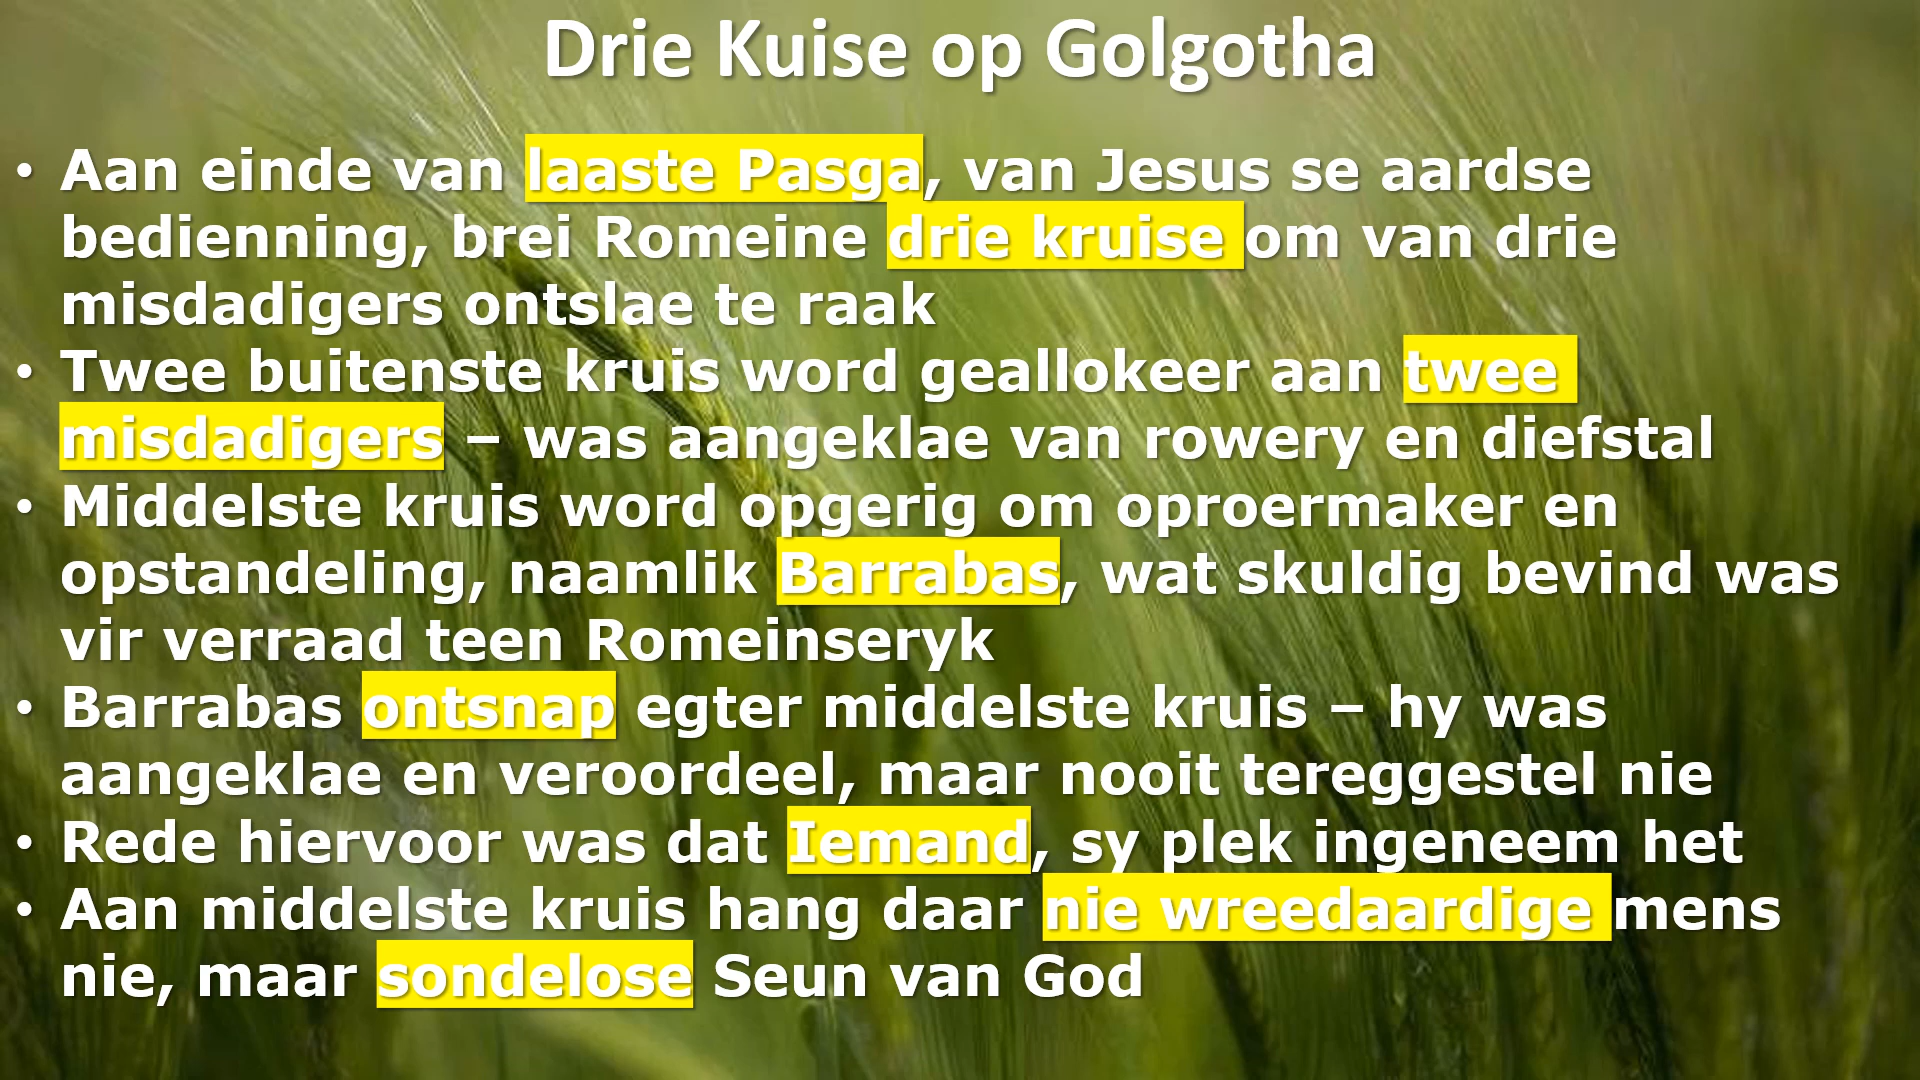 Drie Kuise op Golgotha
• Aan einde van laaste Pasga, van Jesus se aardse
bedienning, brei Romeine drie kruise om van drie
misdadigers ontslae te raak
• Twee buitenste kruis word geallokeer aan twee
misdadigers – was aangeklae van rowery en diefstal
• Middelste kruis word opgerig om oproermaker en
opstandeling, naamlik Barrabas, wat skuldig bevind was
vir verraad teen Romeinseryk
• Barrabas ontsnap egter middelste kruis – hy was
aangeklae en veroordeel, maar nooit tereggestel nie
• Rede hiervoor was dat Iemand, sy plek ingeneem het
• Aan middelste kruis hang daar nie wreedaardige mens
nie, maar sondelose Seun van God